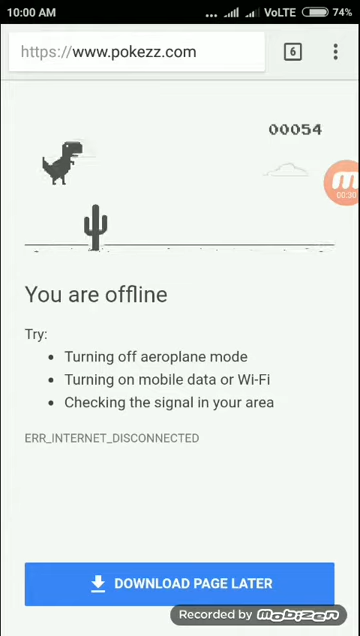 10:00 AM
... VoLTE 74%
https://www.pokezz.com
6
00054
00:30
You are offline
Try:
• Turning off aeroplane mode
• Turning on mobile data or Wi-Fi
• Checking the signal in your area
ERR_INTERNET_DISCONNECTED
DOWNLOAD PAGE LATER
Recorded by mobizen